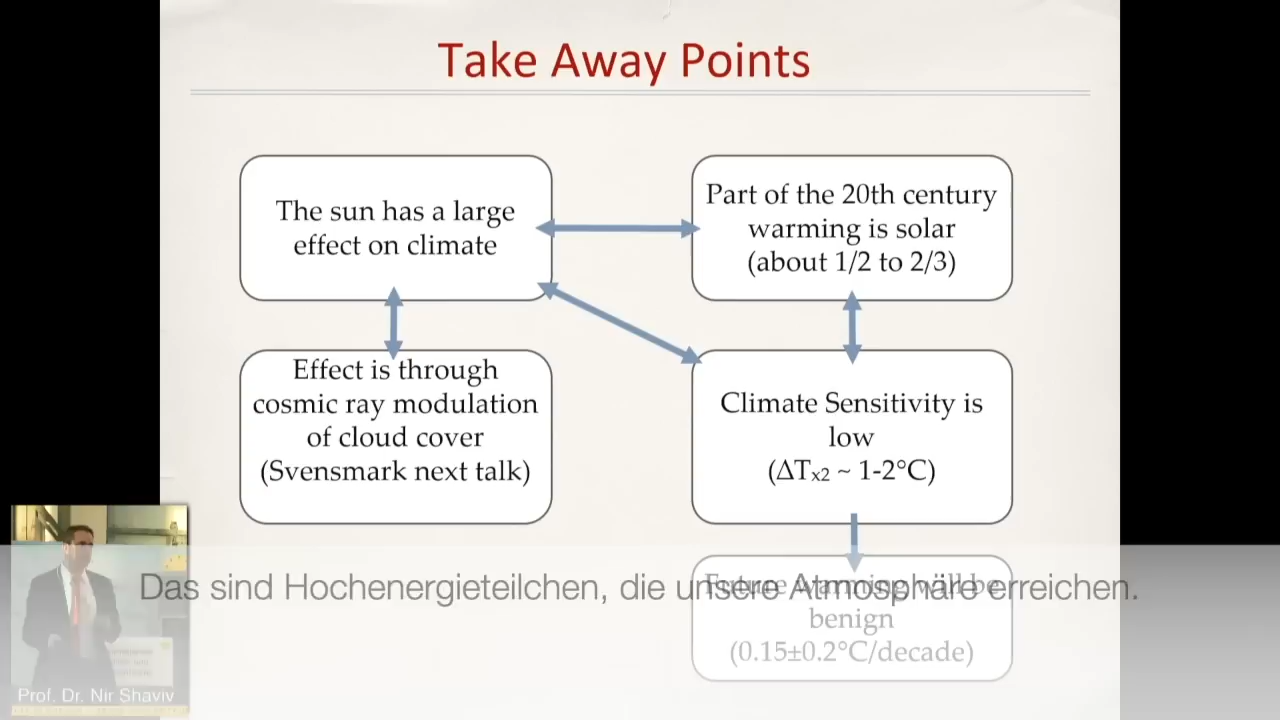 Take Away Points
The sun has a large
effect on climate
Part of the 20th century
warming is solar
(about 1/2 to 2/3)
Effect is through
cosmic ray modulation
of cloud cover
(Svensmark next talk)
Climate Sensitivity is
low
(ΔTx2 ~ 1-2°C)
Future warming will be
benign
(0.15±0.2°C/decade)
Das sind Hochenergieteilchen, die unsere Atmosphäre erreichen.
Prof. Dr. Nir Shaviv